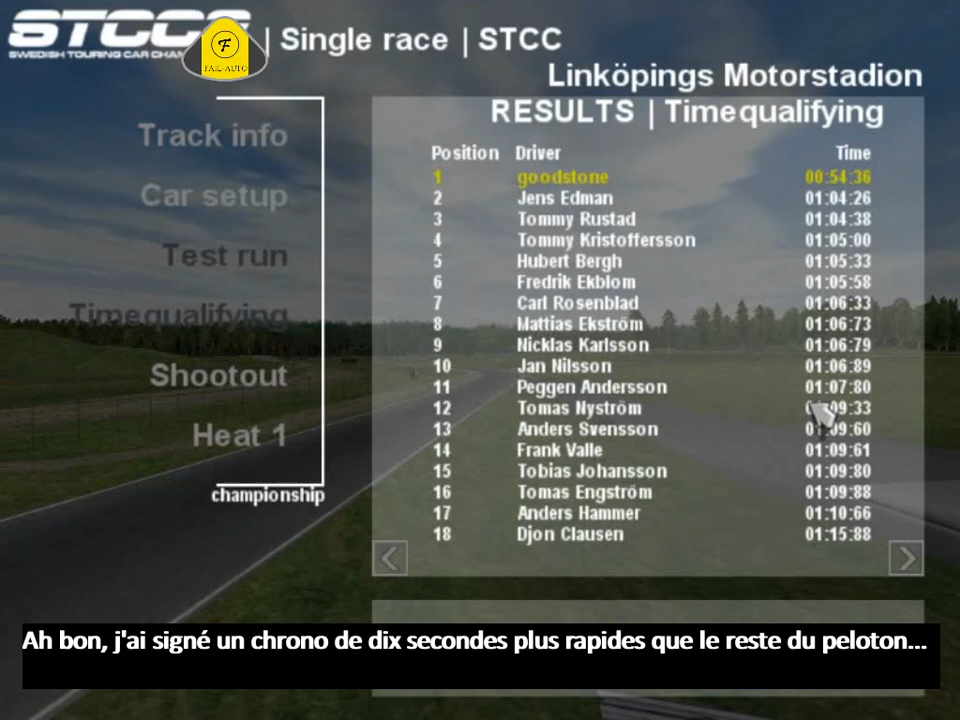 STCC
SWEDISH TOURING CAR CHAM
F
FAIL-AUTO
| Single race | STCC
Linköpings Motorstadion
RESULTS | Timequalifying
Track info
Car setup
Test run
Timequalifying
Shootout
Heat 1
championship
Position Driver Time
1 goodstone 00:54:36
2 Jens Edman 01:04:26
3 Tommy Rustad 01:04:38
4 Tommy Kristoffersson 01:05:00
5 Hubert Bergh 01:05:33
6 Fredrik Ekblom 01:05:58
7 Carl Rosenblad 01:06:33
8 Mattias Ekström 01:06:73
9 Nicklas Karlsson 01:06:79
10 Jan Nilsson 01:06:89
11 Peggen Andersson 01:07:80
12 Tomas Nyström 01:09:33
13 Anders Svensson 01:09:60
14 Frank Valle 01:09:61
15 Tobias Johansson 01:09:80
16 Tomas Engström 01:09:88
17 Anders Hammer 01:10:66
18 Djon Clausen 01:15:88
Ah bon, j'ai signé un chrono de dix secondes plus rapides que le reste du peloton...